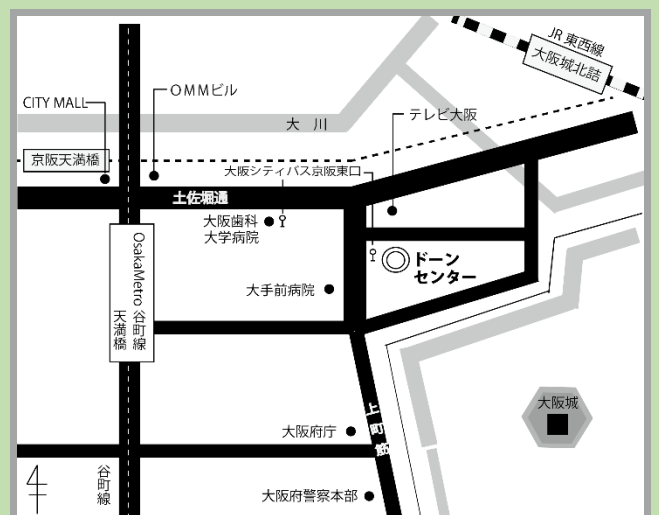 JR 東西線
大阪城北詰
CITY MALL
OMMビル
大 川
テレビ大阪
京阪天満橋
大阪シティバス京阪東口
土佐堀通
大阪歯科
大学病院
OsakaMetro 谷町線
天満橋
ドーン
センター
大手前病院
大阪城
上町筋
大阪府庁
谷町線
大阪府警察本部